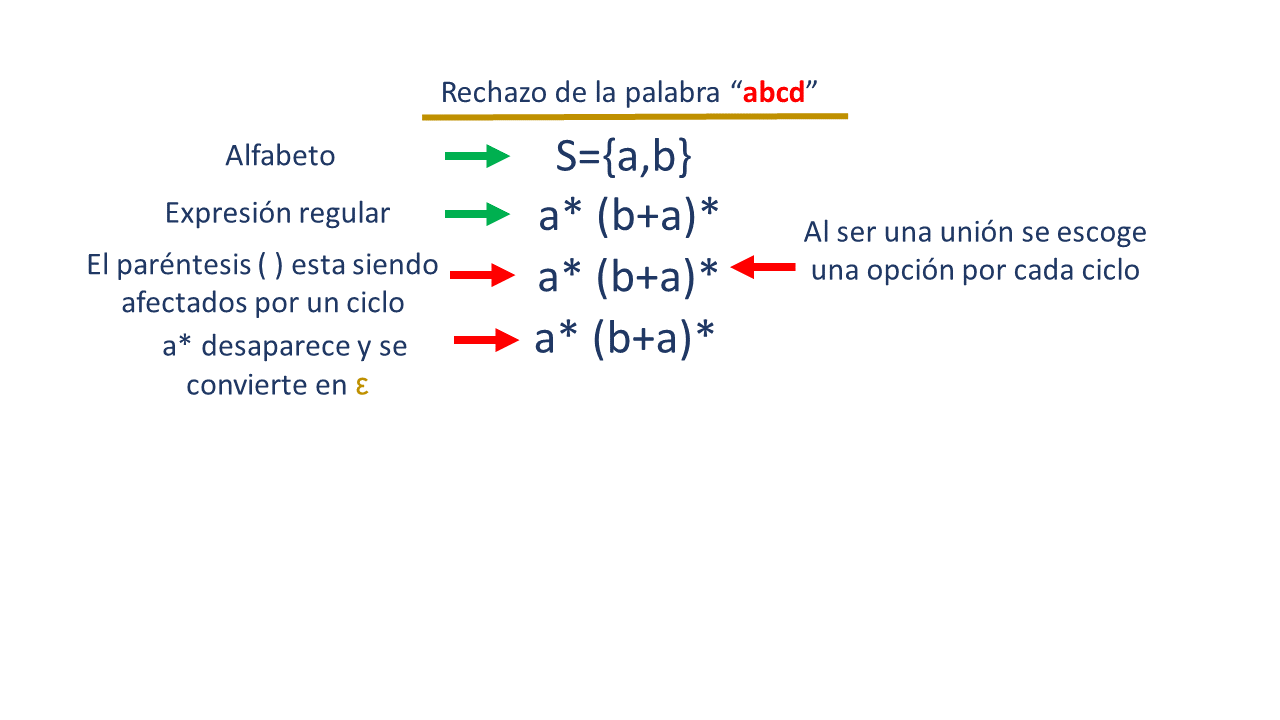 Rechazo de la palabra “abcd”
Alfabeto
S={a,b}
Expresión regular
a* (b+a)*
El paréntesis ( ) esta siendo
afectados por un ciclo
a* (b+a)*
Al ser una unión se escoge
una opción por cada ciclo
a* desaparece y se
convierte en ε
a* (b+a)*